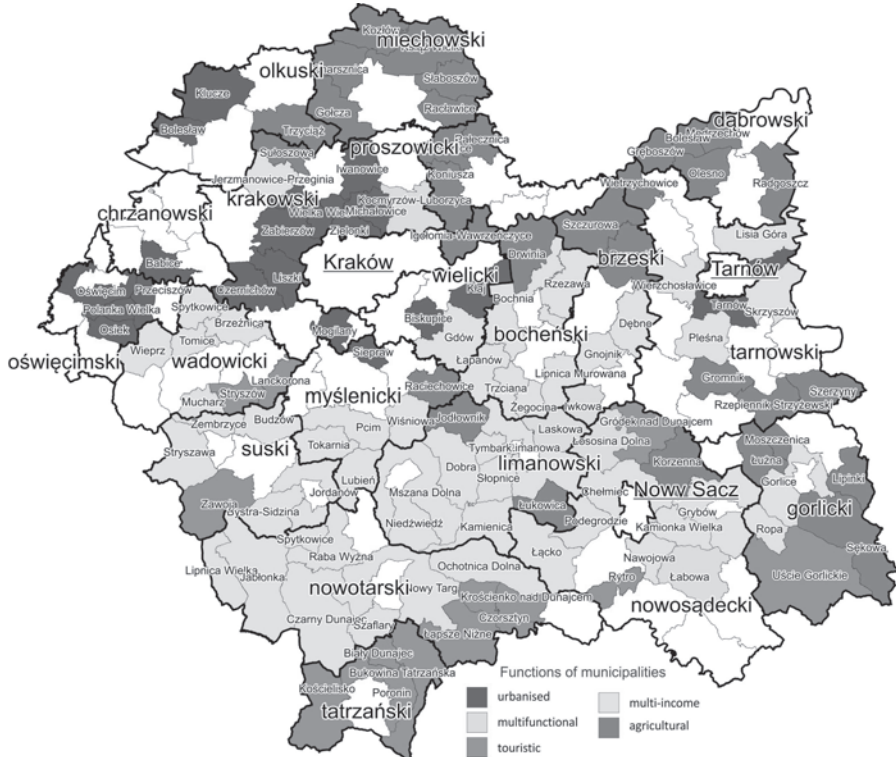 Kozłów
miechowski
olkuski
Klucze
Słaboszów
Gołcza
Racławice
Bolesław
Trzyciąż
dąbrowski
Mędrzechów
Bolesław
Gręboszów
Sułoszowa
proszowicki
Iwanowice
Koniusza
Olesno
Radgoszcz
Jerzmanowice-Przeginia
Wietrzychowice
krakowski
Kocmyrzów-Luborzyca
chrzanowski
Michałowice
Zabierzów
Zielonki
Igołomia-Wawrzeńczyce
Szczurowa
Lisia Góra
Drwinia
brzeski
Babice
Kraków
wielicki
Tarnów
Liszki
Czernichów
Rzezawa
Wierzchosławice
Oświęcim
Przeciszów
Kłaj
Bochnia
Polanka Wielka
Spytkowice
Tarnów
Skrzyszów
Osiek
Brzeźnica
Mogilany
Biskupice
Dębno
Tomice
Gdów
bocheński
Pleśna
Wieprz
Siepraw
Łapanów
Gnojnik
oświęcimski
wadowicki
tarnowski
Lanckorona
Lipnica Murowana
Stryszów
Raciechowice
Trzciana
Gromnik
Szerzyny
Mucharz
myślenicki
Żegocina
Iwkowa
Rzepiennik Strzyżewski
Zembrzyce
Budzów
Pcim
Wiśniowa
Jodłownik
Gródek nad Dunajcem
Laskowa
Łososina Dolna
Moszczenica
Stryszawa
suski
Tokarnia
Tymbark
Limanowa
Korzenna
Łużna
Dobra
limanowski
Lubień
Słopnice
Lipinki
Zawoja
Jordanów
Mszana Dolna
Chełmiec
Nowy Sącz
Gorlice
Bystra-Sidzina
Łukowica
Grybów
gorlicki
Niedźwiedź
Kamienica
Podegrodzie
Kamionka Wielka
Ropa
Spytkowice
Raba Wyżna
Łącko
Nawojowa
Sękowa
Lipnica Wielka
Jabłonka
Ochotnica Dolna
Łabowa
Uście Gorlickie
nowotarski
Nowy Targ
Rytro
Krościenko nad Dunajcem
nowosądecki
Czarny Dunajec
Czorsztyn
Szaflary
Łapsze Niżne
Biały Dunajec
Bukowina Tatrzańska
Kościelisko
Poronin
tatrzański
Functions of municipalities
urbanised
multi-income
multifunctional
agricultural
touristic